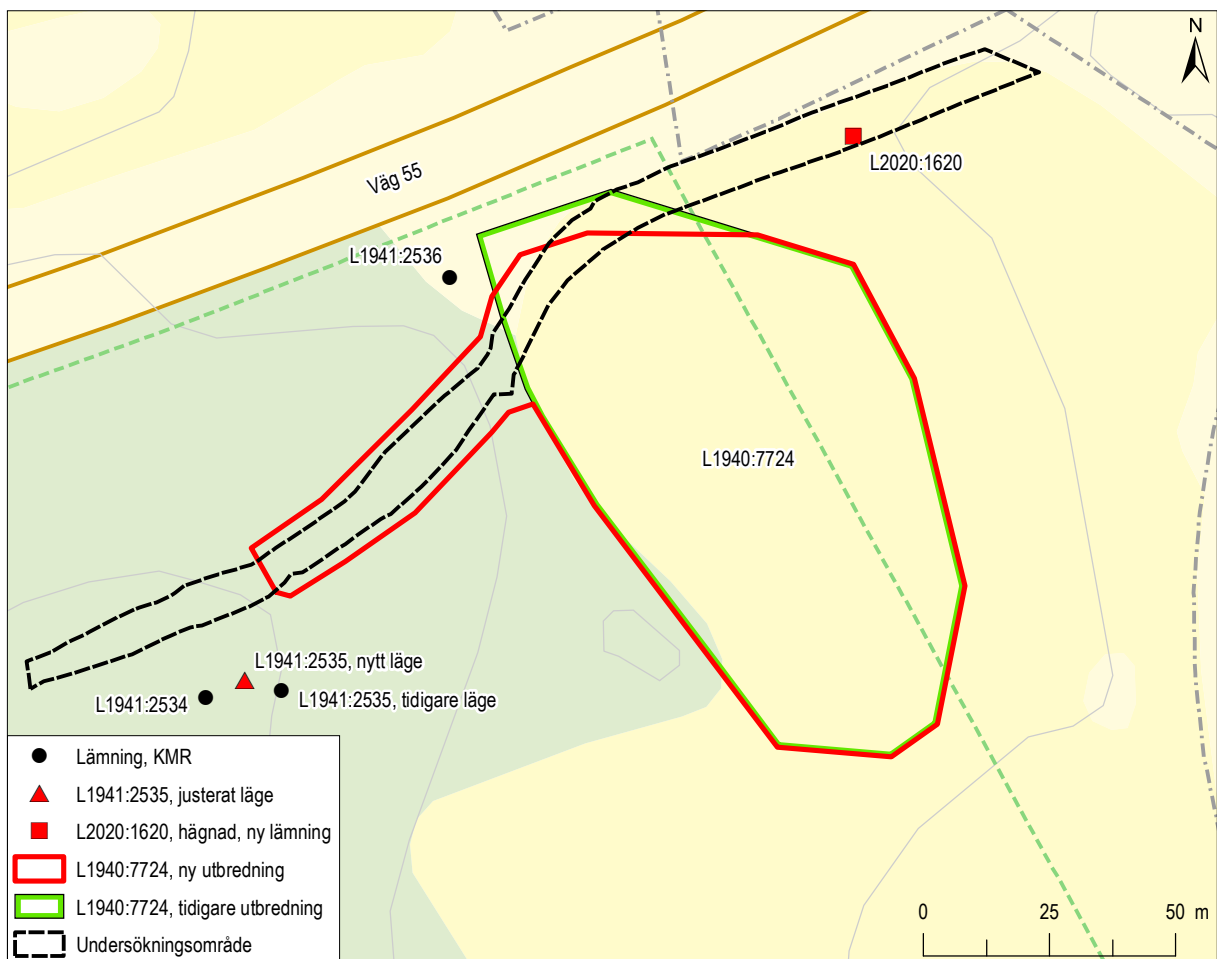 N
Väg 55
L2020:1620
L1941:2536
L1940:7724
L1941:2535, nytt läge
L1941:2534
L1941:2535, tidigare läge
Lämning, KMR
L1941:2535, justerat läge
L2020:1620, hägnad, ny lämning
L1940:7724, ny utbredning
L1940:7724, tidigare utbredning
Undersökningsområde
0 25 50 m